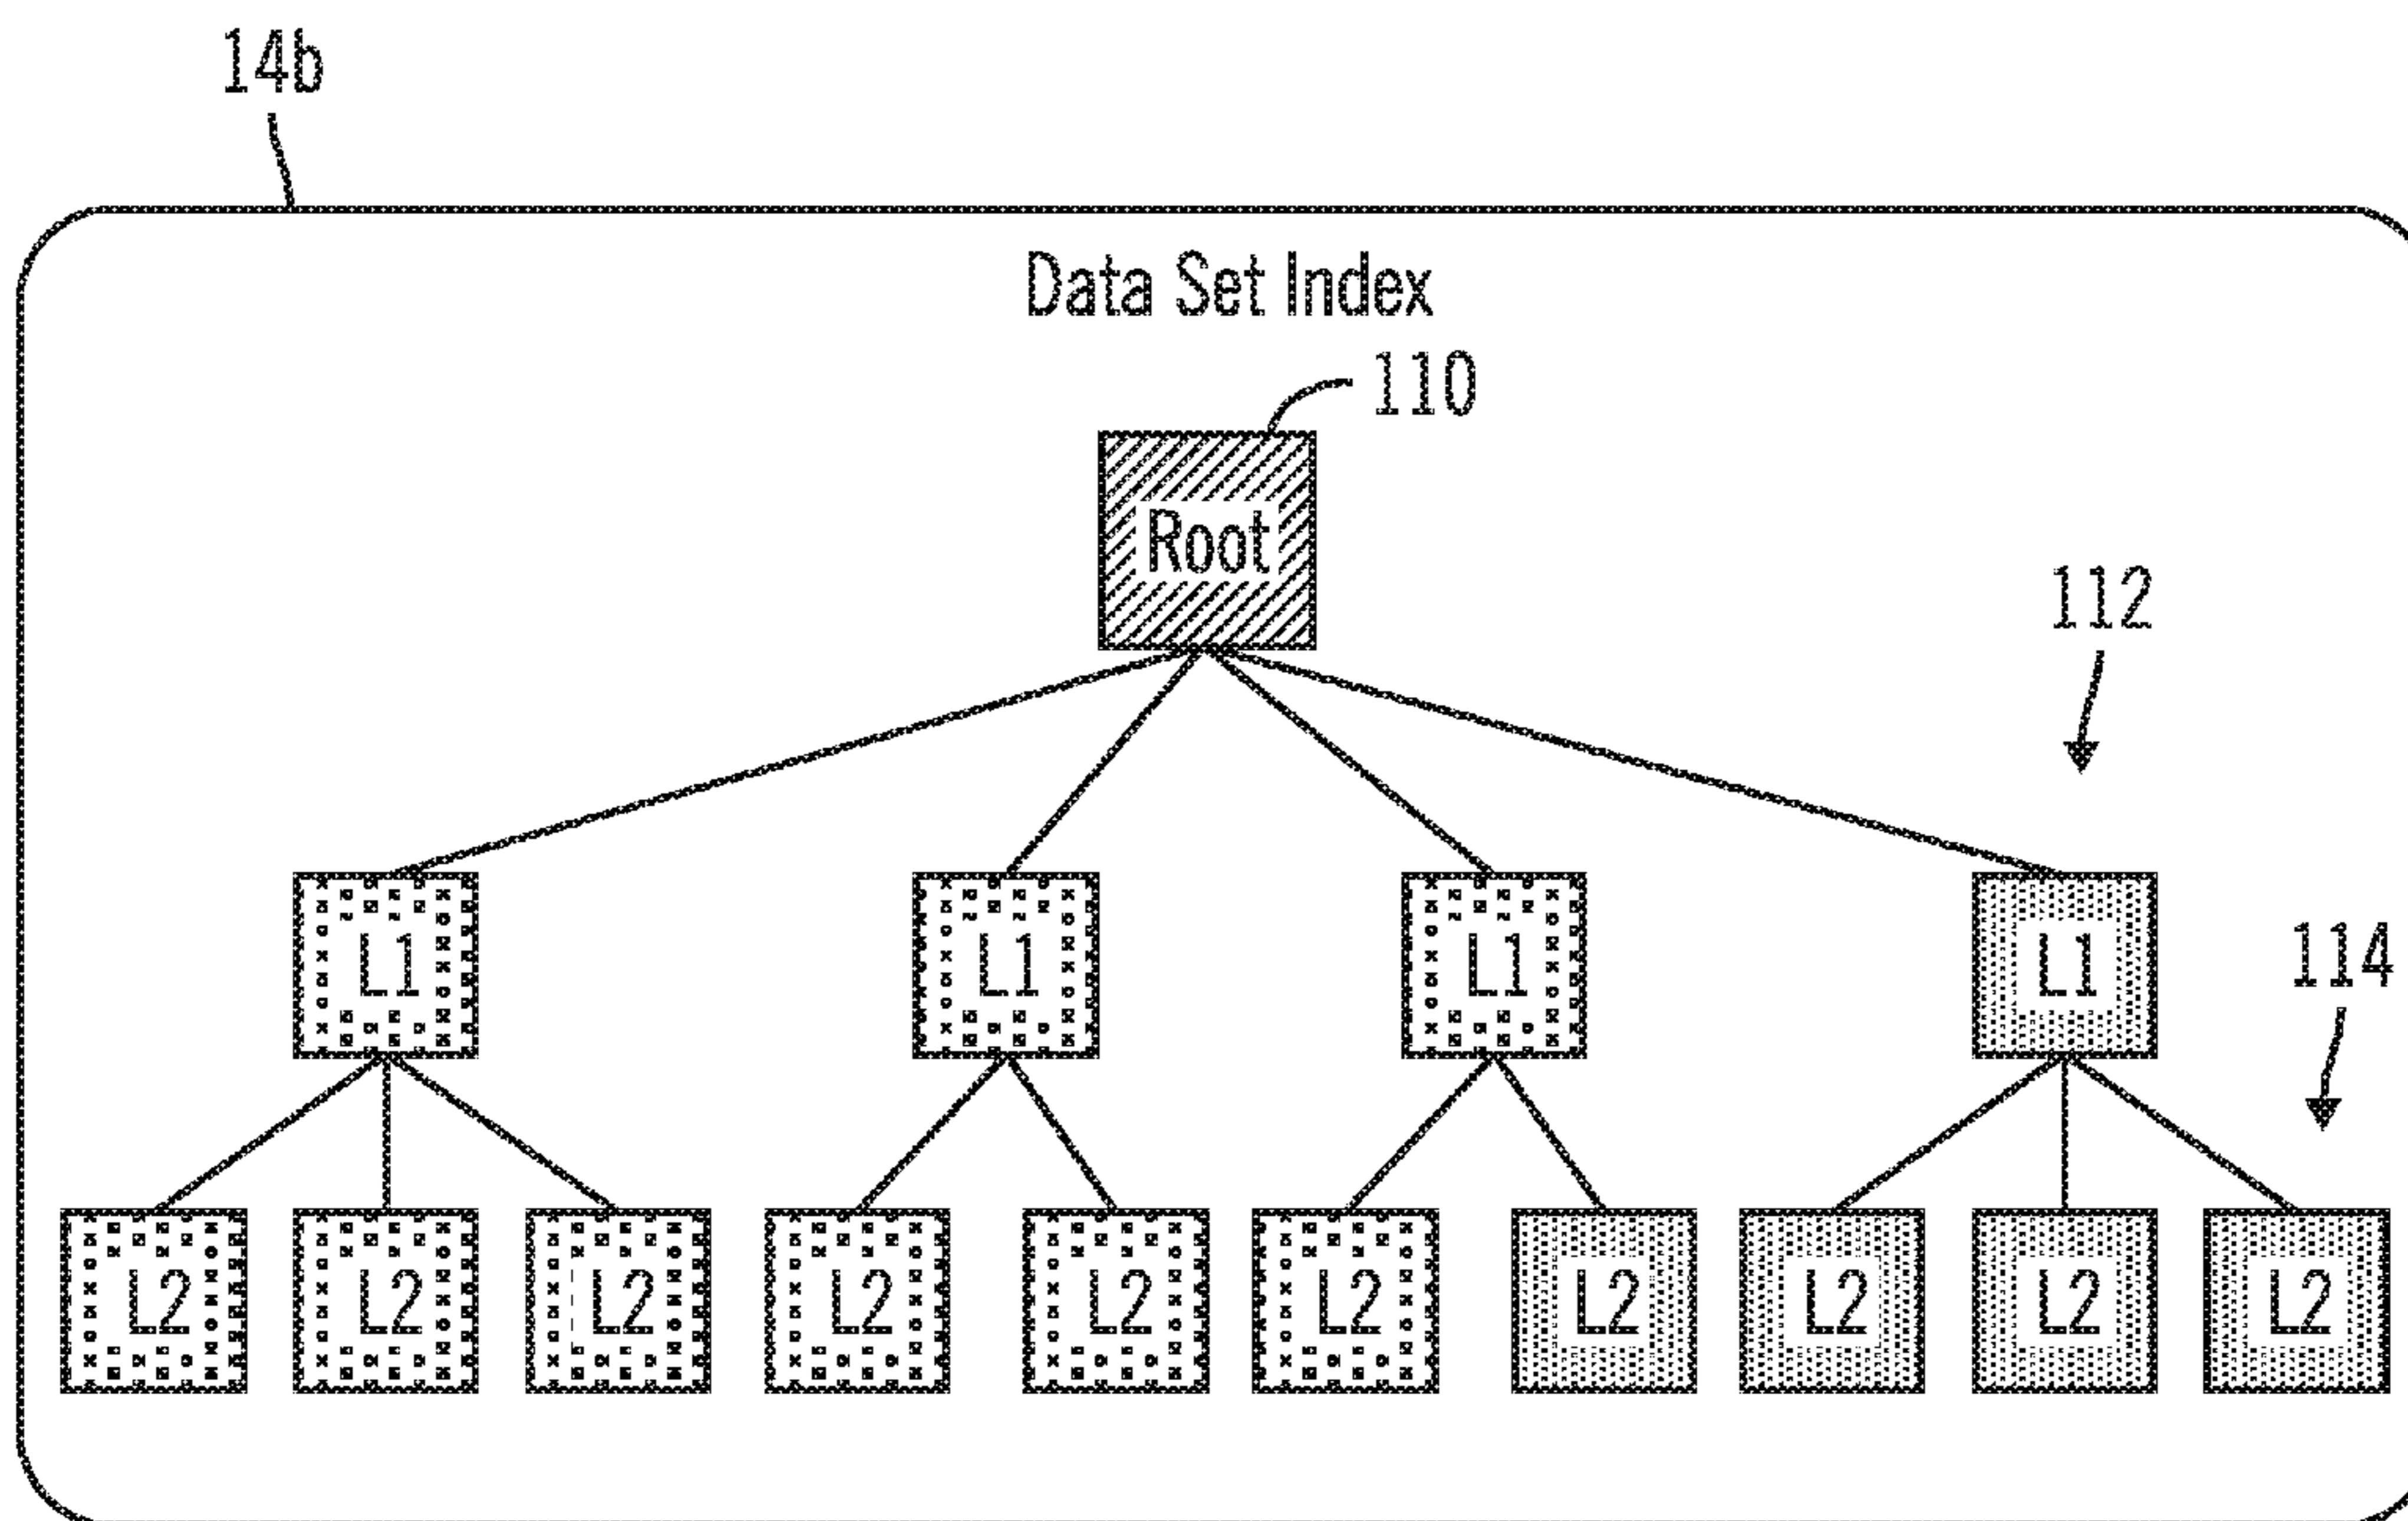 14b
Data Set Index
110
Root
112
L1 L1 L1 L1
114
L2 L2 L2 L2 L2 L2 L2 L2 L2 L2